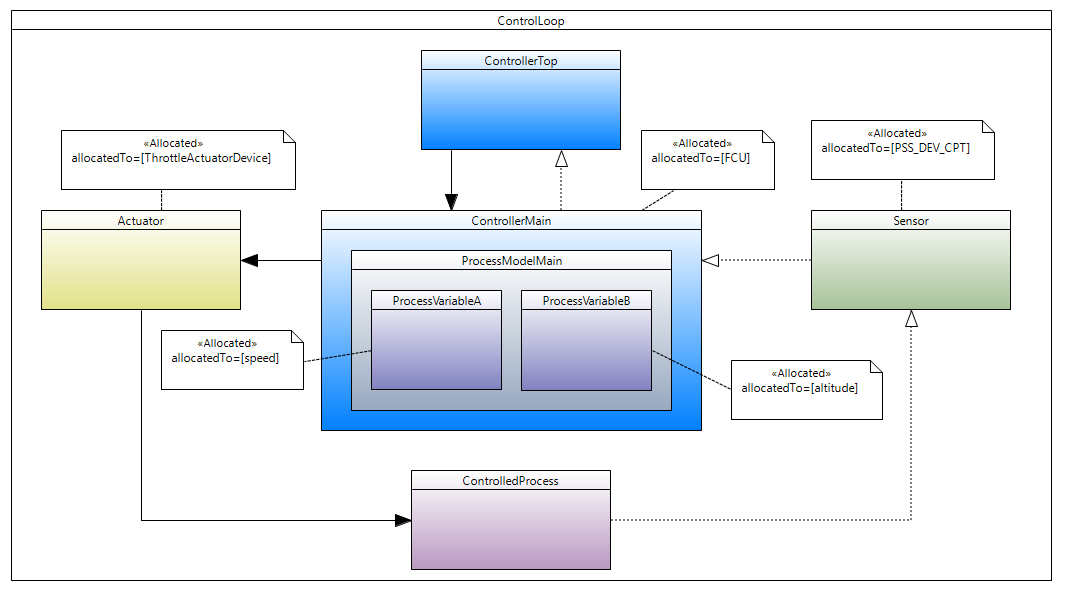 ControlLoop
ControllerTop
«Allocated»
allocatedTo=[ThrottleActuatorDevice]
«Allocated»
allocatedTo=[FCU]
«Allocated»
allocatedTo=[PSS_DEV_CPT]
Actuator
ControllerMain
Sensor
ProcessModelMain
ProcessVariableA
ProcessVariableB
«Allocated»
allocatedTo=[speed]
«Allocated»
allocatedTo=[altitude]
ControlledProcess